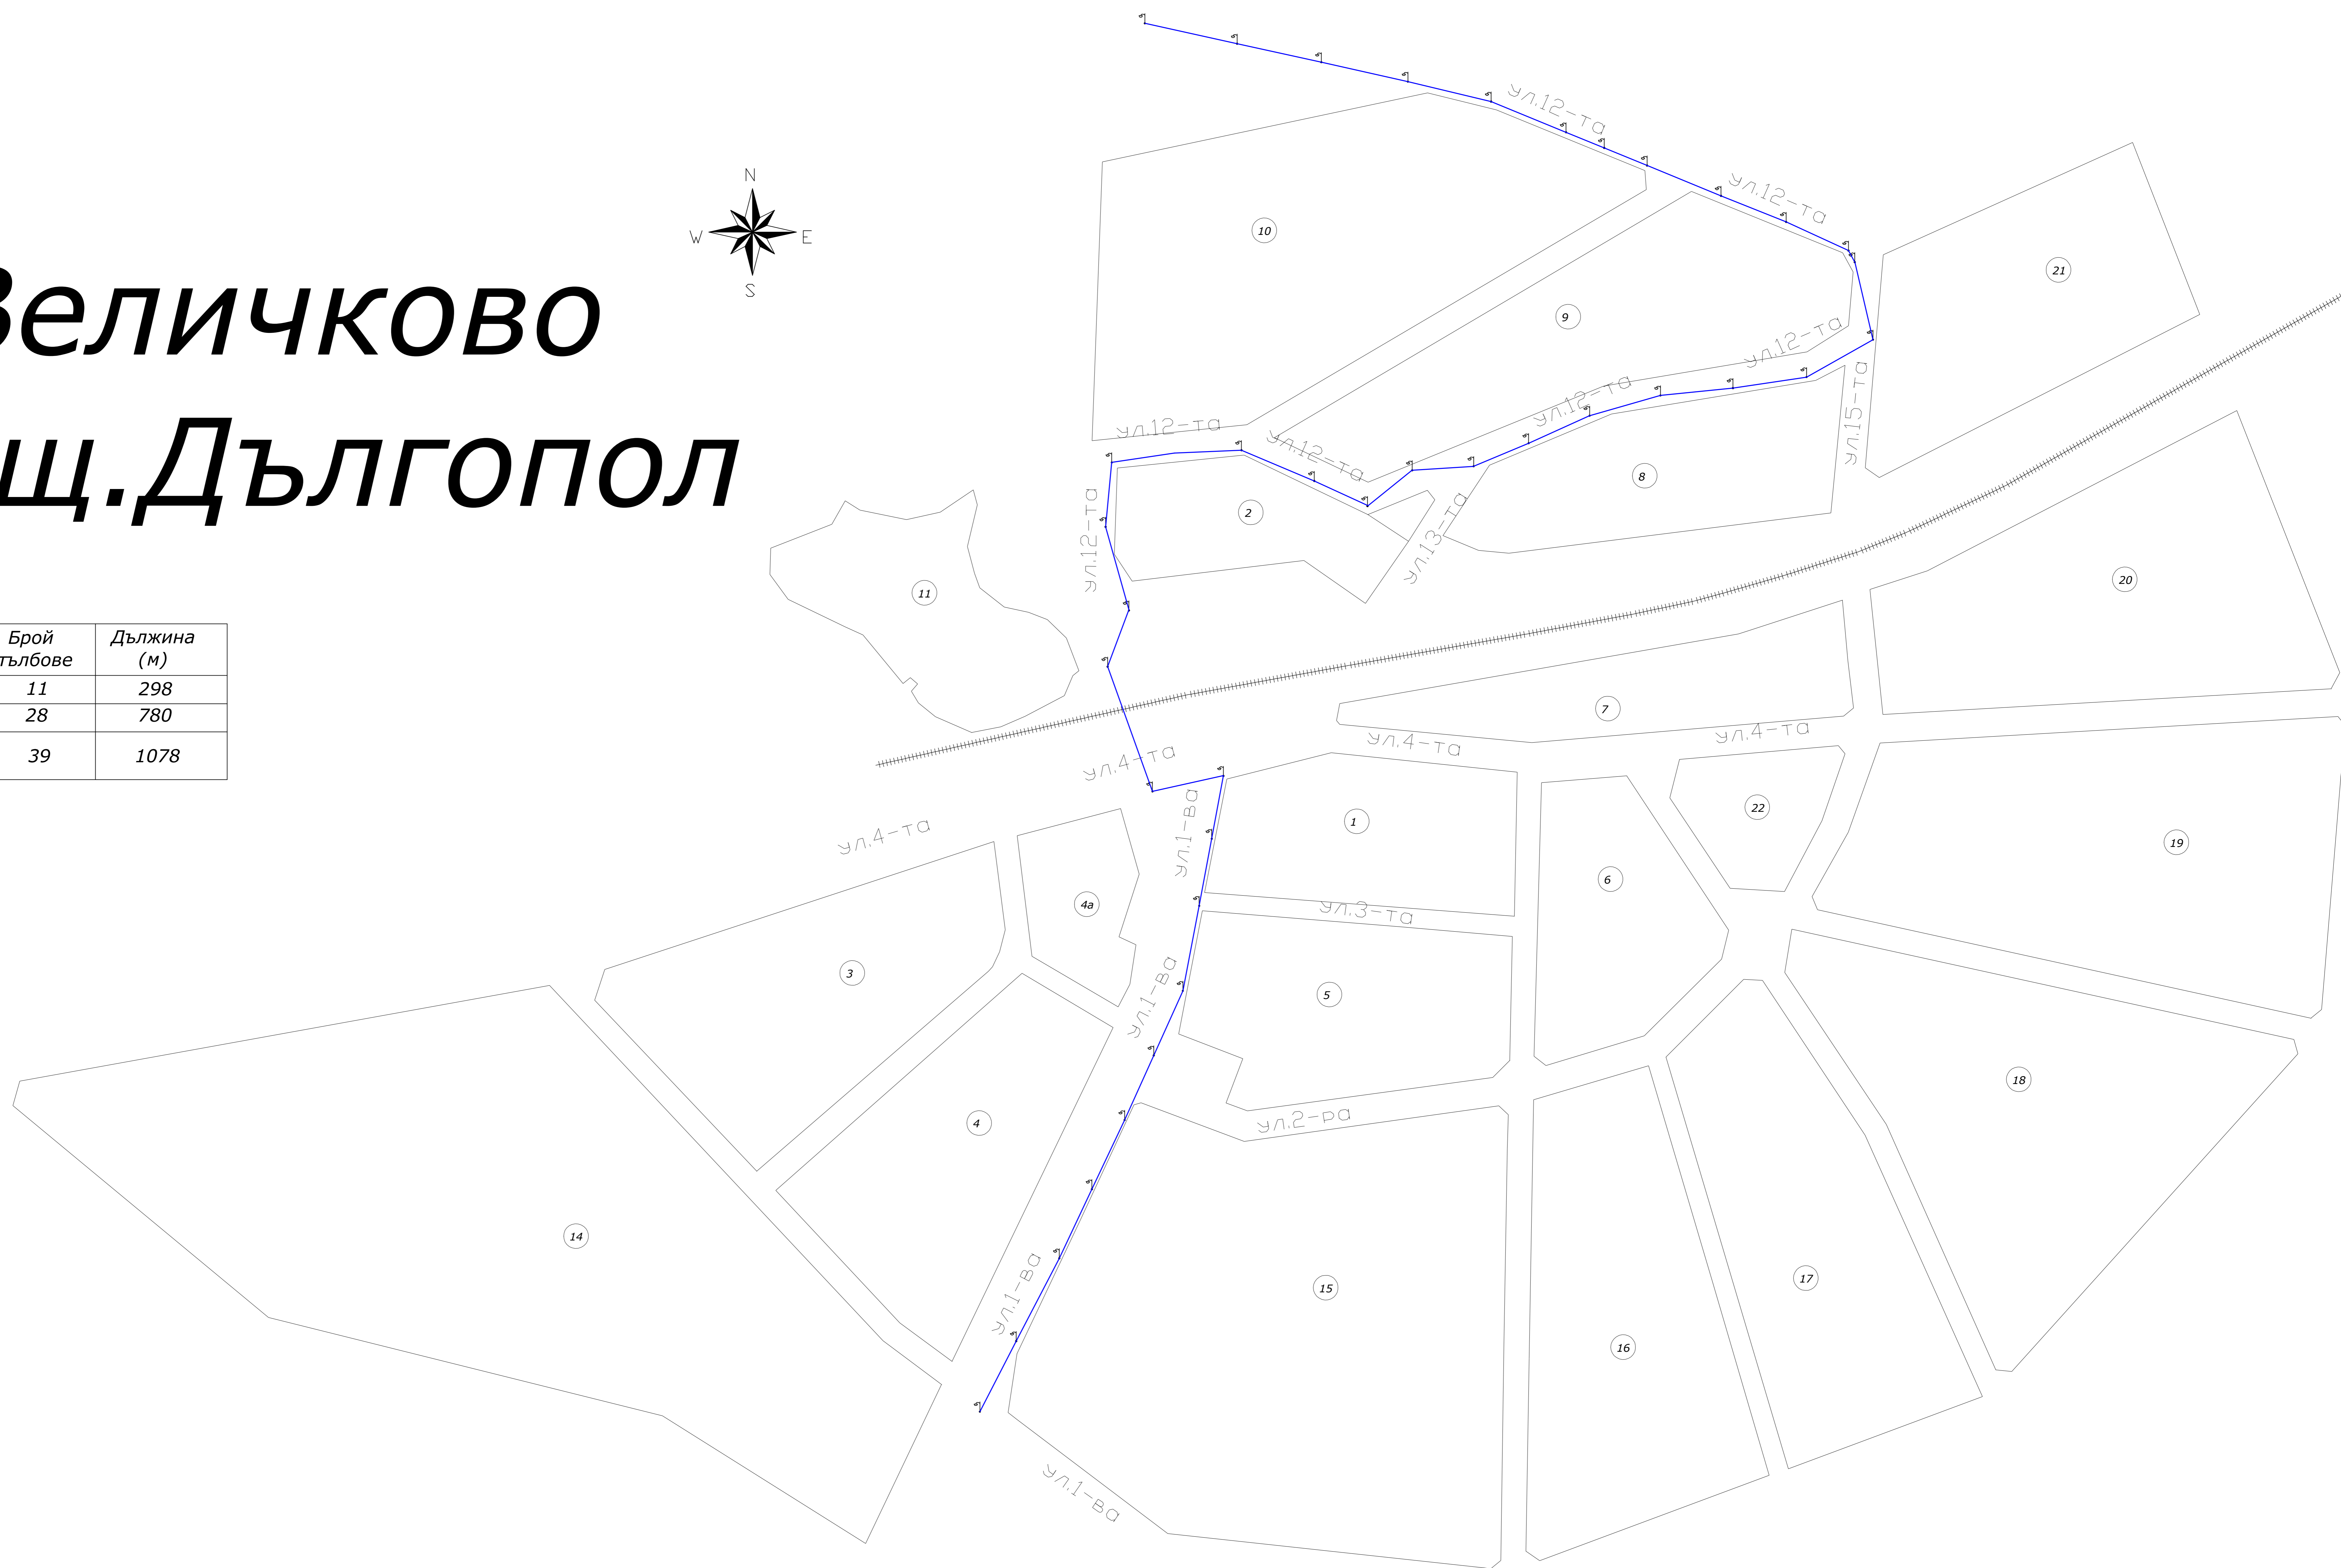 ул.12-та
N
ул.12-та
W
E
10
21
S
9
Величково
ул.12-та
ул.12-та
ул.12-та
ул.12-та
ул.15-та
щ.Дългопол
8
2
ул.12-та
ул.13-та
20
11
Брой Дължина
тълбове (м)
11 298
28 780
39 1078
7
ул.4-та
ул.4-та
ул.4-та
22
1
ул.1-ва
ул.4-та
19
6
4а
ул.3-та
3
5
ул.1-ва
18
4
ул.2-ра
14
17
15
ул.1-ва
16
ул.1-ва